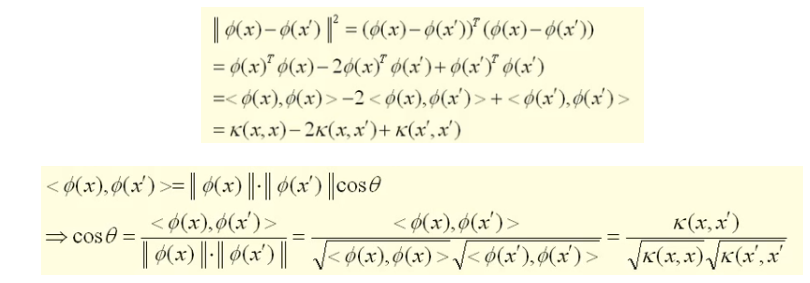 ‖ϕ(x)−ϕ(x′)‖² = (ϕ(x)−ϕ(x′))ᵀ(ϕ(x)−ϕ(x′))
= ϕ(x)ᵀϕ(x)−2ϕ(x)ᵀϕ(x′)+ϕ(x′)ᵀϕ(x′)
=<ϕ(x),ϕ(x)>−2<ϕ(x),ϕ(x′)>+<ϕ(x′),ϕ(x′)>
= κ(x,x)−2κ(x,x′)+κ(x′,x′)
<ϕ(x),ϕ(x′)>=‖ϕ(x)‖·‖ϕ(x′)‖cosθ
⇒cosθ = <ϕ(x),ϕ(x′)> / ‖ϕ(x)‖·‖ϕ(x′)‖ = <ϕ(x),ϕ(x′)> / √<ϕ(x),ϕ(x)>√<ϕ(x′),ϕ(x′)> = κ(x,x′) / √κ(x,x)√κ(x′,x′